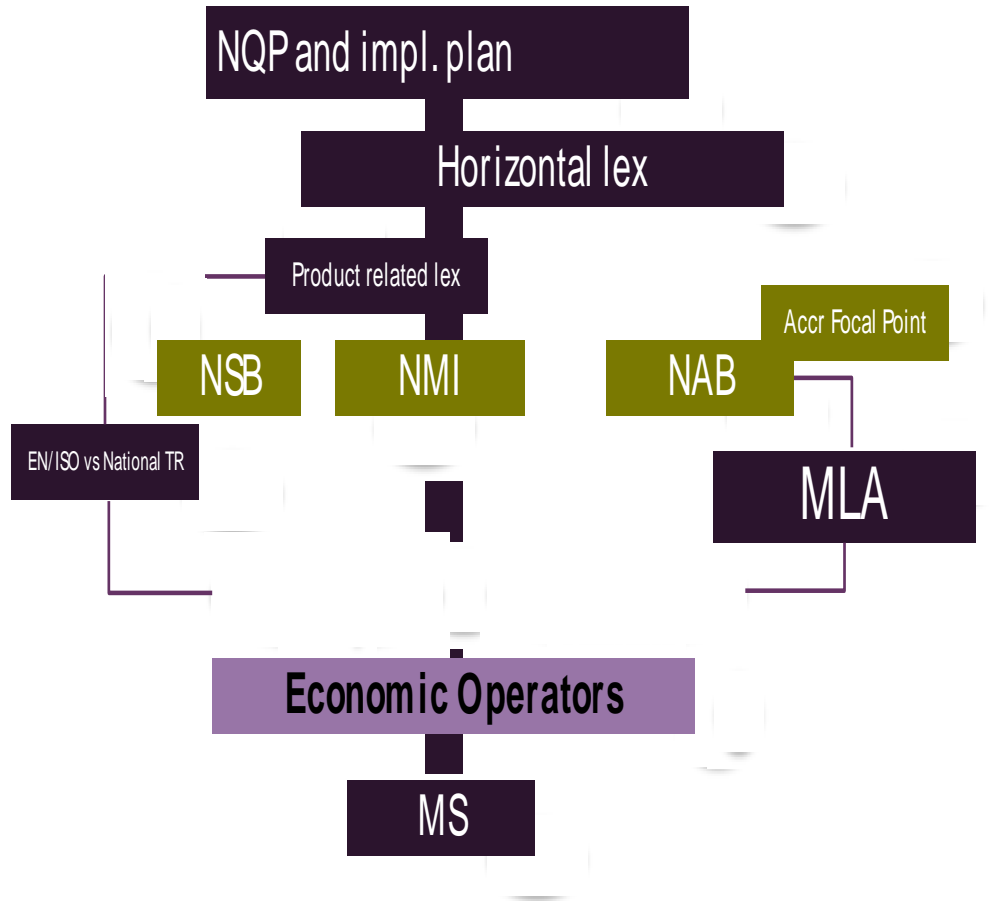 NQP and impl. plan
Horizontal lex
Product related lex
Accr Focal Point
NSB
NMI
NAB
EN/ISO vs National TR
MLA
Economic Operators
MS